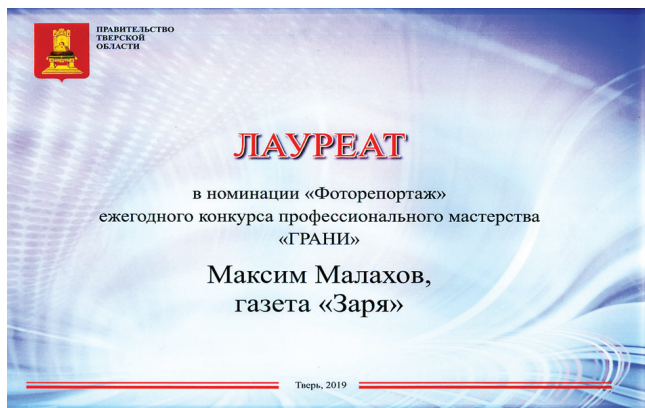 ПРАВИТЕЛЬСТВО
ТВЕРСКОЙ
ОБЛАСТИ
ЛАУРЕАТ
в номинации «Фоторепортаж»
ежегодного конкурса профессионального мастерства
«ГРАНИ»
Максим Малахов,
газета «Заря»
Тверь, 2019